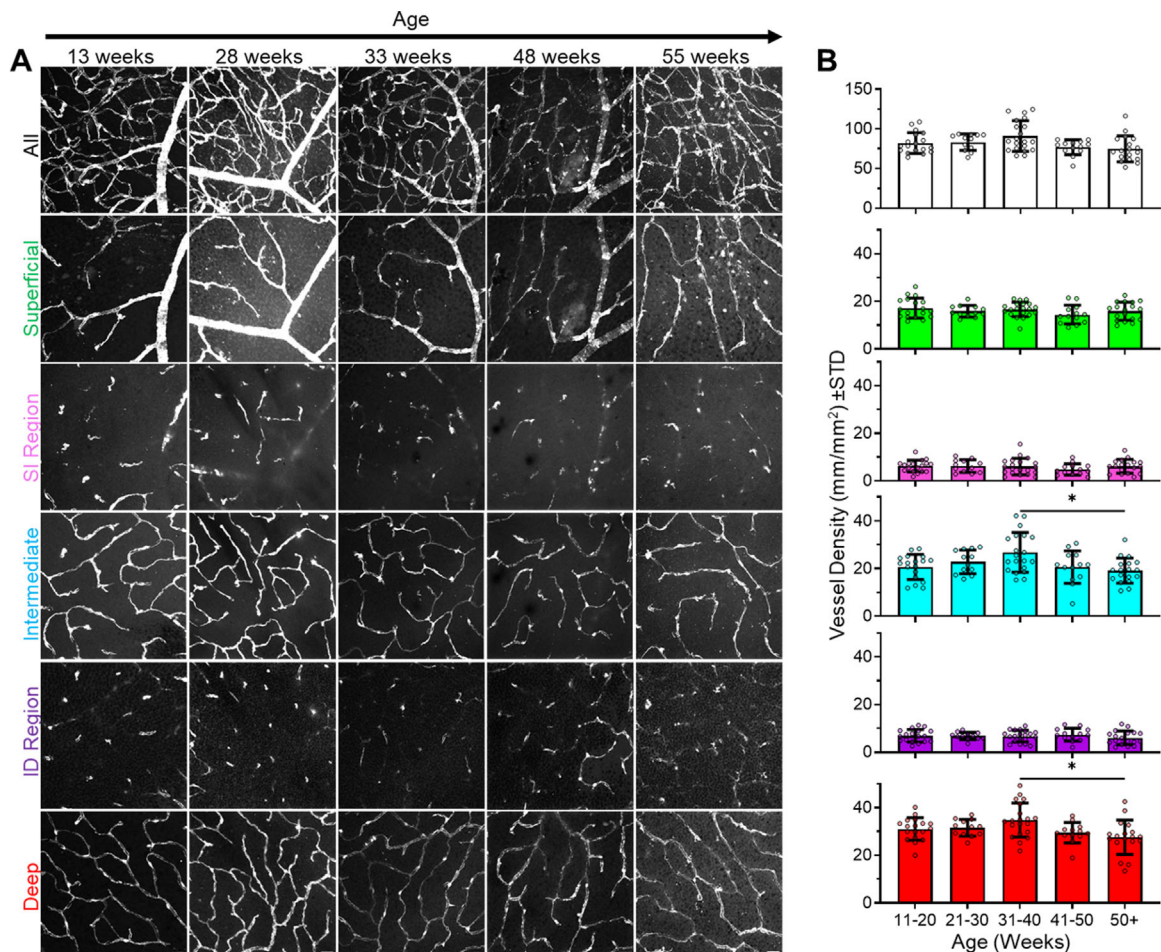 Age
A
13 weeks
28 weeks
33 weeks
48 weeks
55 weeks
All
Superficial
SI Region
Intermediate
ID Region
Deep
B
Vessel Density (mm/mm²) ±STD
150
100
75
50
25
0
40
20
0
40
20
0
*
40
20
0
40
20
0
*
40
20
0
11-20
21-30
31-40
41-50
50+
Age (Weeks)